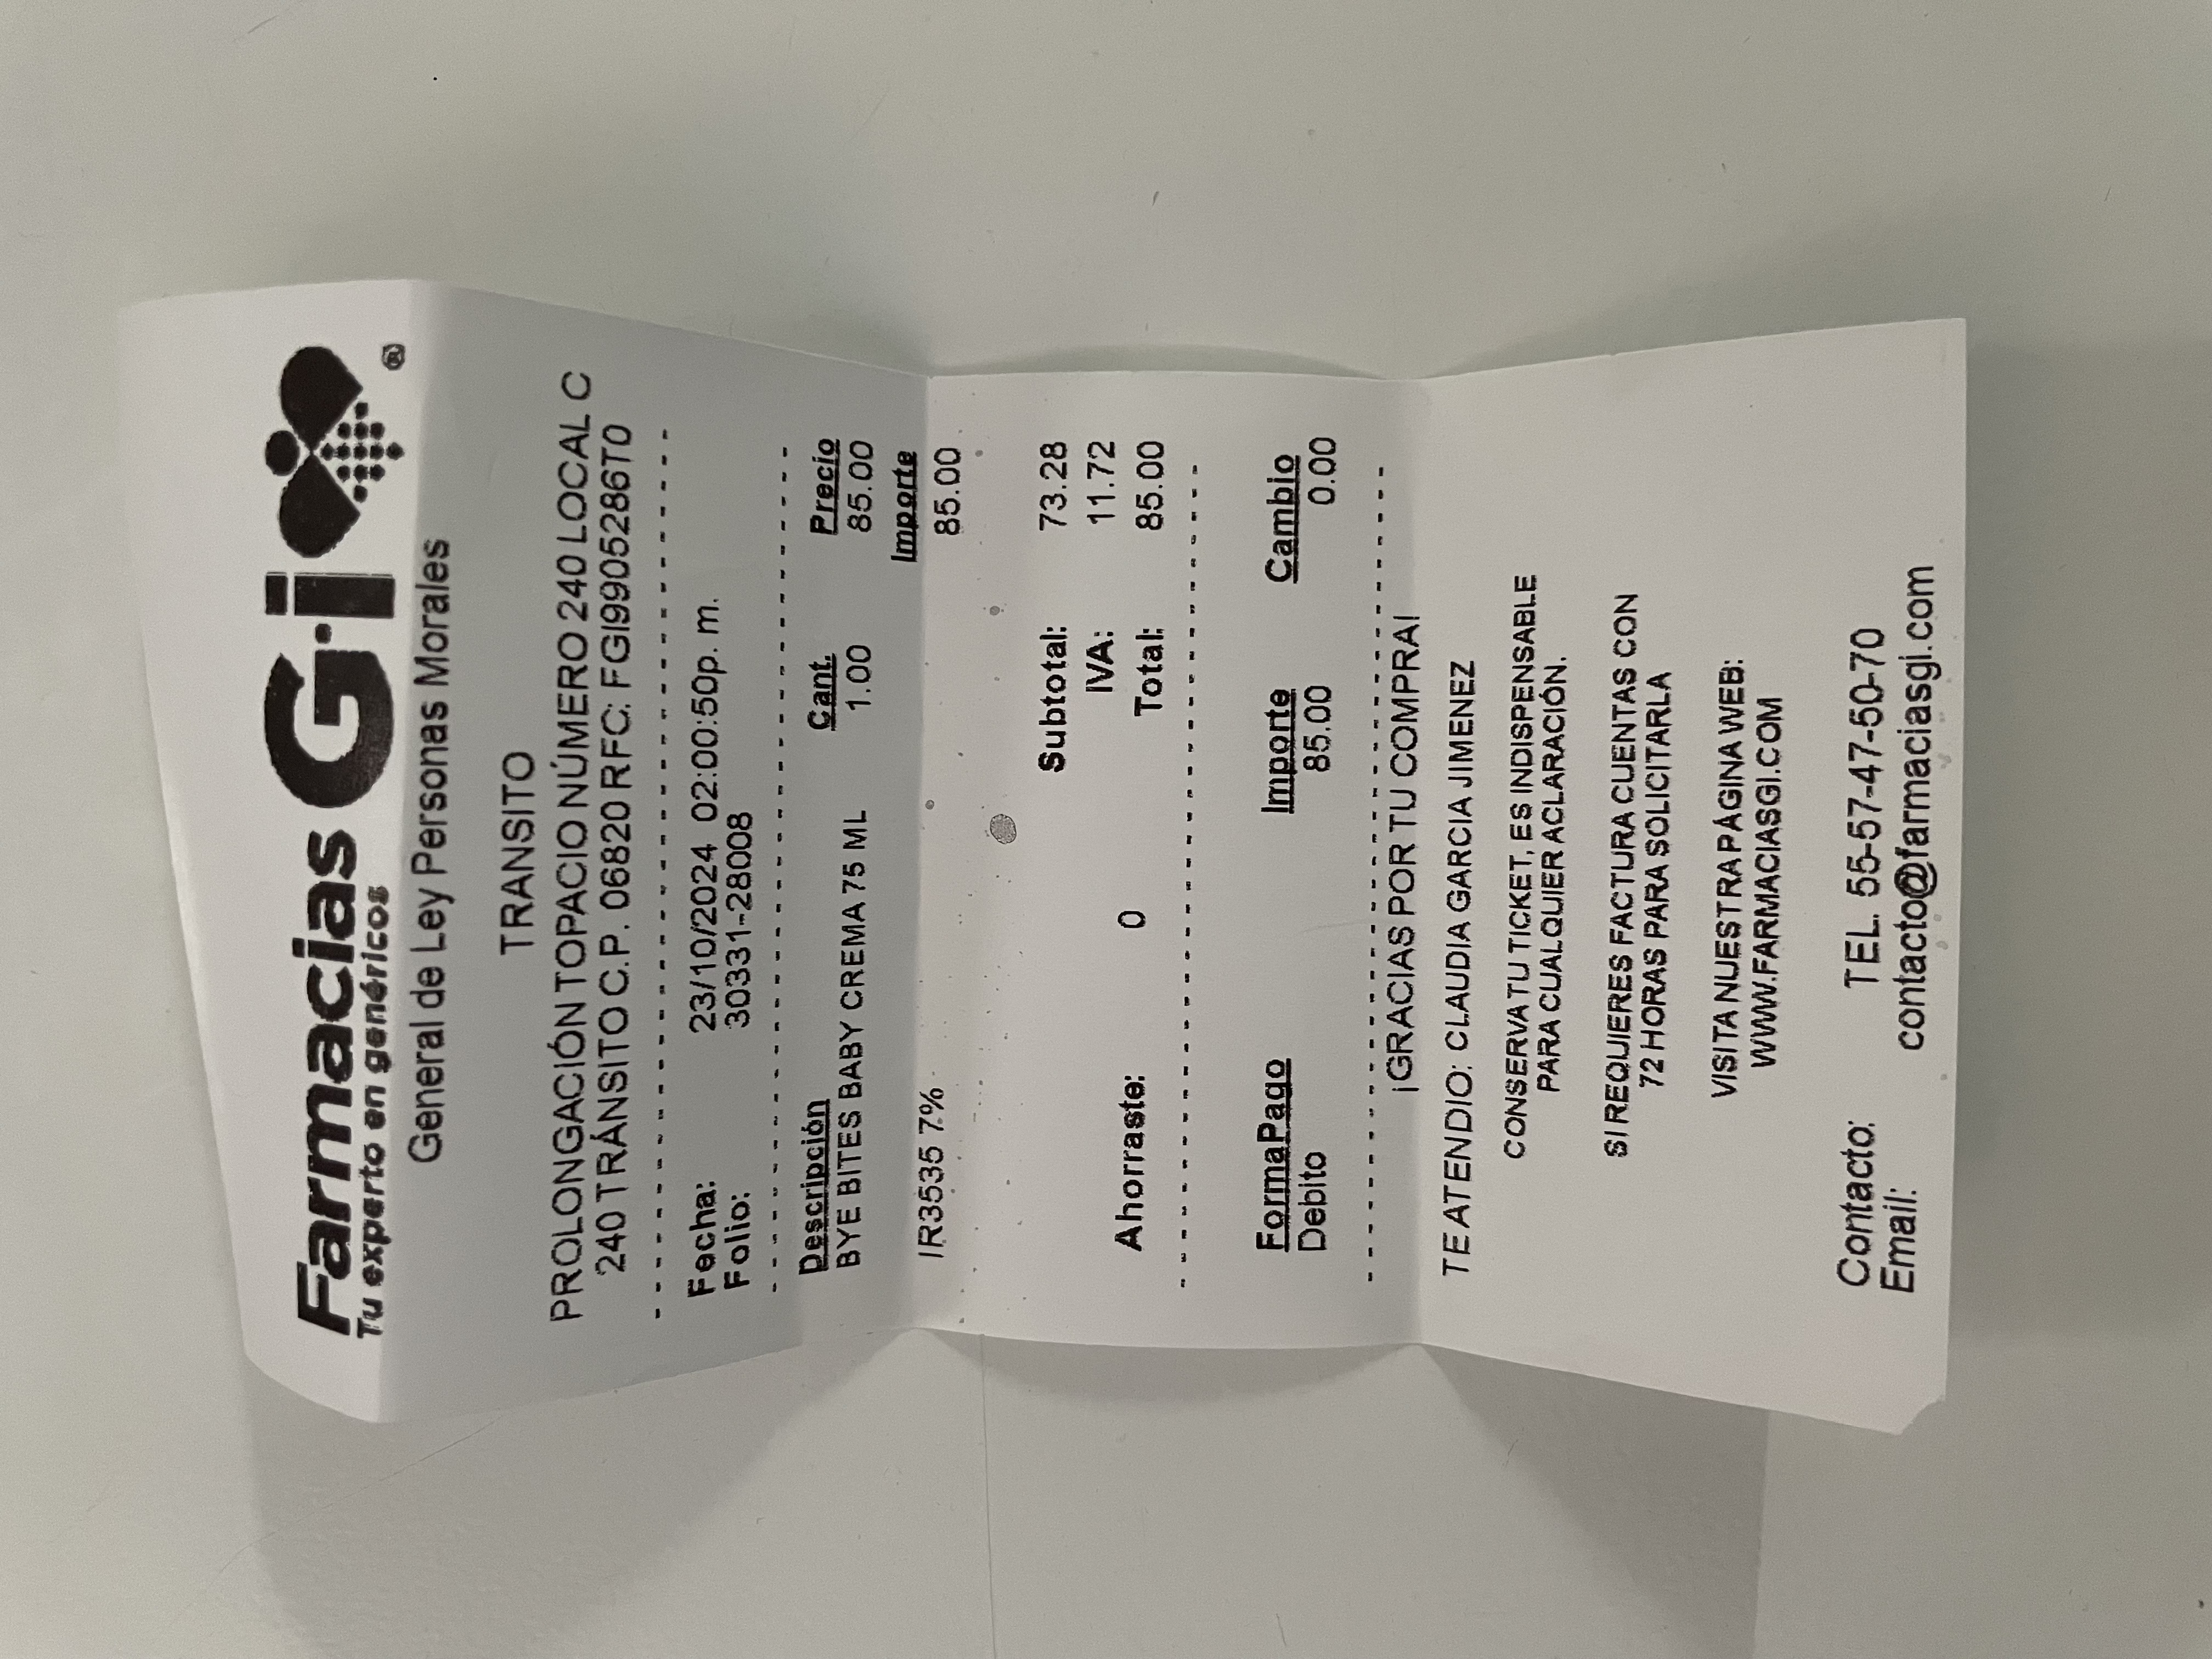 Farmacias G·i ®
Tu experto en genéricos
General de Ley Personas Morales
TRANSITO
PROLONGACIÓN TOPACIO NÚMERO 240 LOCAL C
240 TRÁNSITO C.P. 06820 RFC: FGI9905286T0
Fecha: 23/10/2024 02:00:50p. m.
Folio: 30331-28008
Descripción Cant. Precio
BYE BITES BABY CREMA 75 ML 1.00 85.00
Importe
IR3535 7% 85.00
Subtotal: 73.28
IVA: 11.72
Ahorraste: 0 Total: 85.00
FormaPago Importe Cambio
Debito 85.00 0.00
¡GRACIAS POR TU COMPRA!
TE ATENDIO: CLAUDIA GARCIA JIMENEZ
CONSERVA TU TICKET, ES INDISPENSABLE
PARA CUALQUIER ACLARACIÓN.
SI REQUIERES FACTURA CUENTAS CON
72 HORAS PARA SOLICITARLA
VISITA NUESTRA PÁGINA WEB:
WWW.FARMACIASGI.COM
Contacto: TEL. 55-57-47-50-70
Email: contacto@farmaciasgi.com